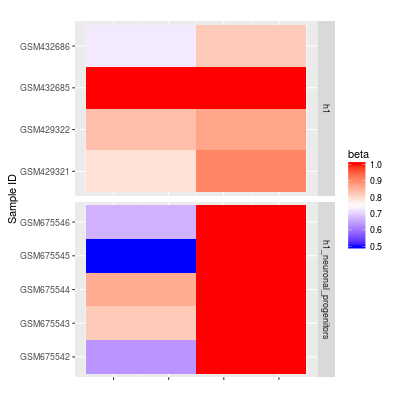 Sample ID
GSM432686
GSM432685
GSM429322
GSM429321
h1
GSM675546
GSM675545
GSM675544
GSM675543
GSM675542
h1_neuronal_progenitors
beta
1.0
0.9
0.8
0.7
0.6
0.5